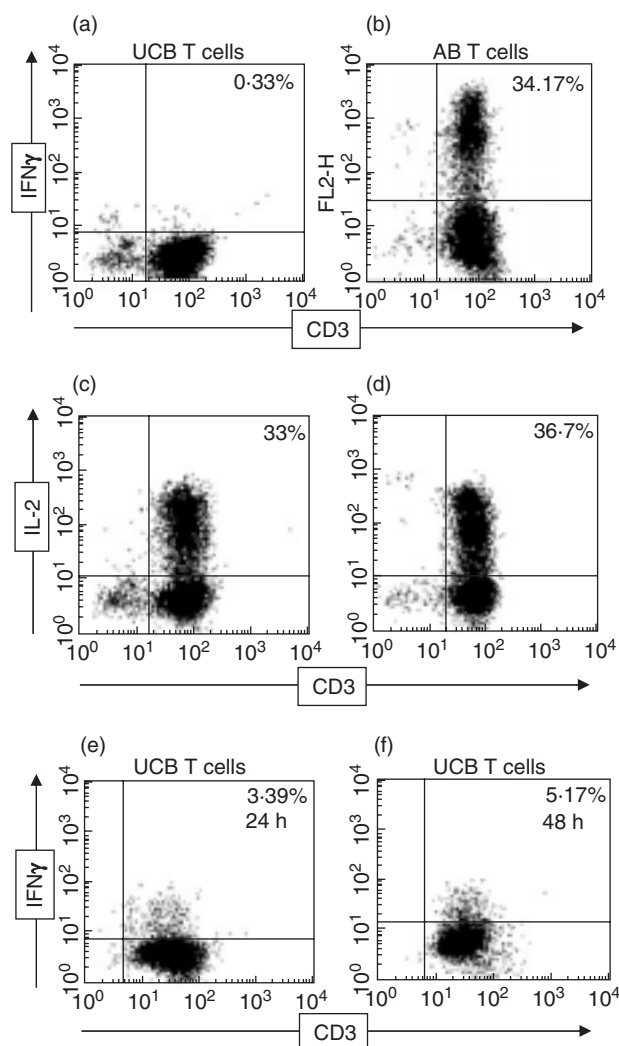 (a)
UCB T cells
(b)
AB T cells
0·33%
34.17%
IFNγ
FL2-H
10⁴
10³
10²
10¹
10⁰
10⁴
10³
10²
10¹
10⁰
10⁰ 10¹ 10² 10³ 10⁴
10⁰ 10¹ 10² 10³ 10⁴
CD3
(c)
(d)
33%
36·7%
IL-2
10⁴
10³
10²
10¹
10⁰
10⁴
10³
10²
10¹
10⁰
10⁰ 10¹ 10² 10³ 10⁴
10⁰ 10¹ 10² 10³ 10⁴
CD3
(e)
UCB T cells
(f)
UCB T cells
3·39%
24 h
5·17%
48 h
IFNγ
10⁴
10³
10²
10¹
10⁰
10⁴
10³
10²
10¹
10⁰
10⁰ 10¹ 10² 10³ 10⁴
10⁰ 10¹ 10² 10³ 10⁴
CD3